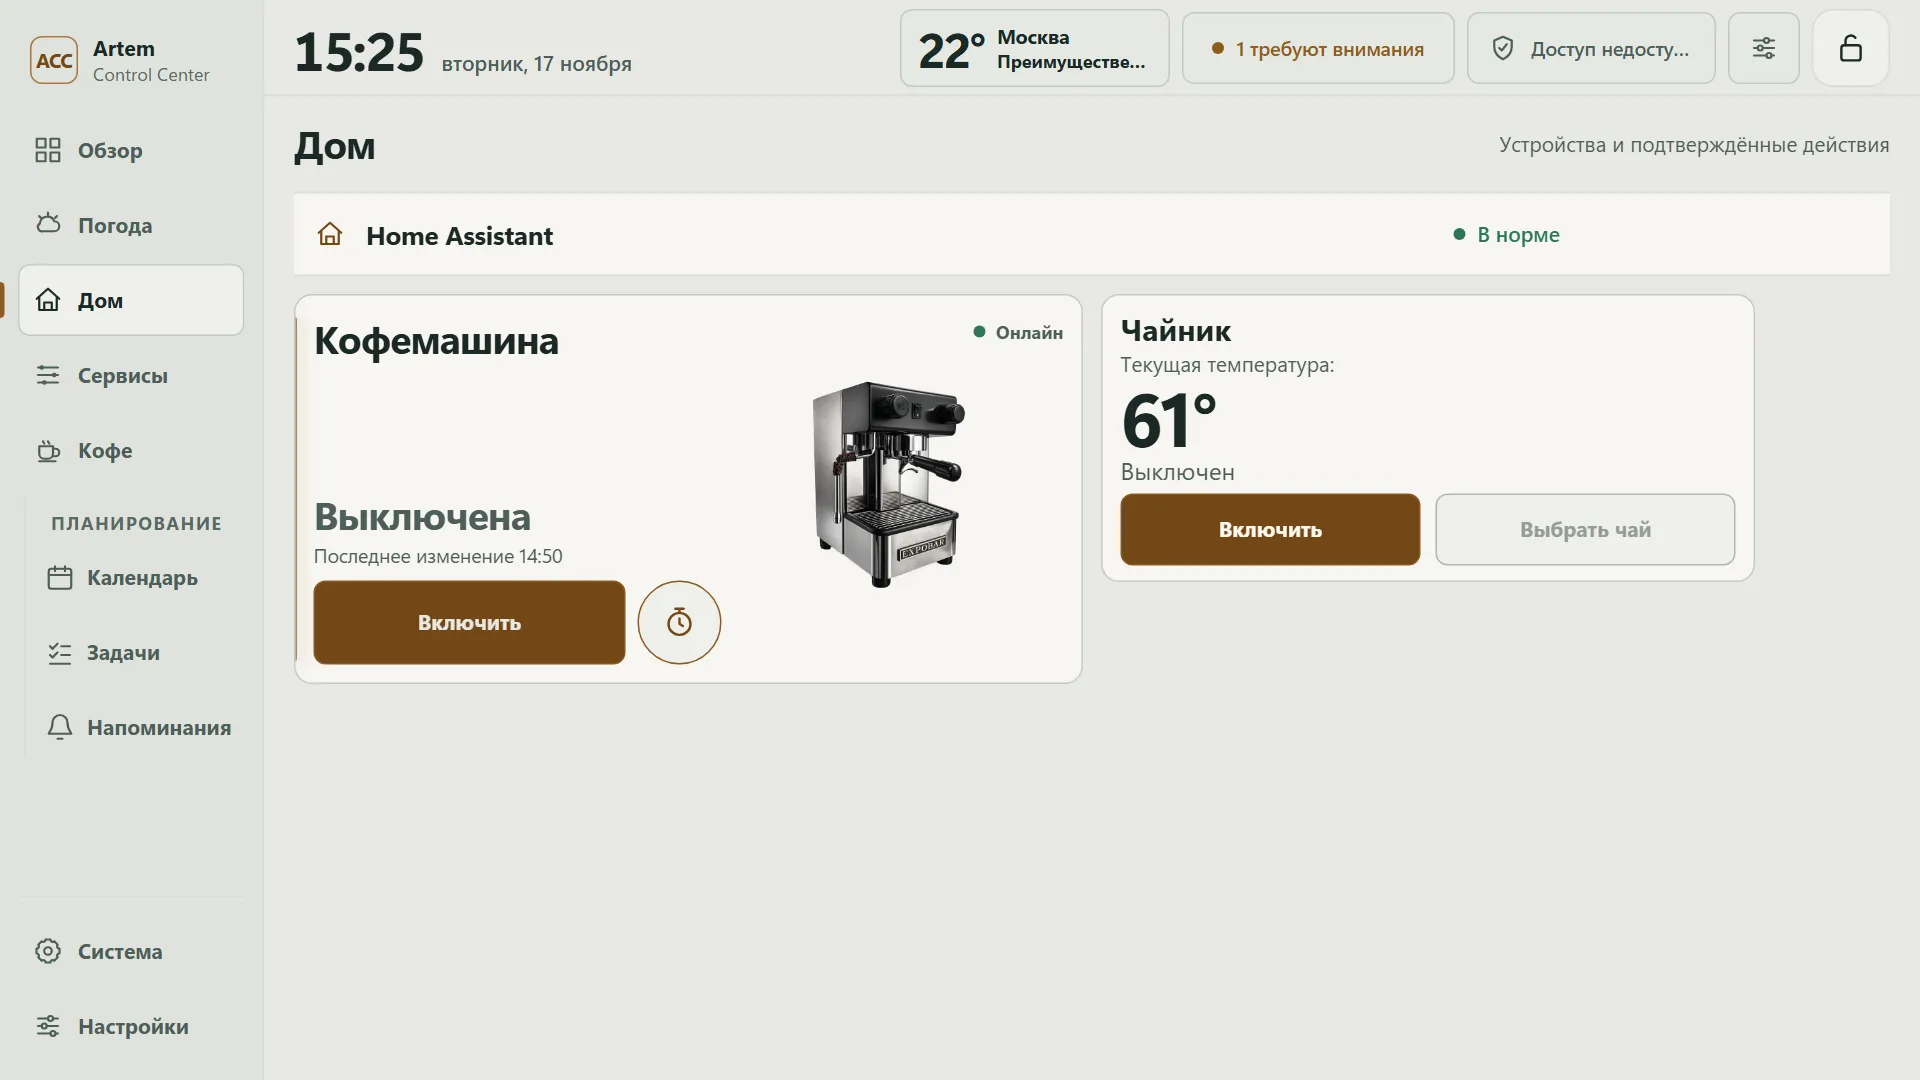 ACC
Artem
Control Center
Обзор
Погода
Дом
Сервисы
Кофе
ПЛАНИРОВАНИЕ
Календарь
Задачи
Напоминания
Система
Настройки
15:25
вторник, 17 ноября
22°
Москва
Преимуществе...
1 требуют внимания
Доступ недосту...
Дом
Устройства и подтверждённые действия
Home Assistant
В норме
Кофемашина
Онлайн
EXPOBAR
Выключена
Последнее изменение 14:50
Включить
Чайник
Текущая температура:
61°
Выключен
Включить
Выбрать чай